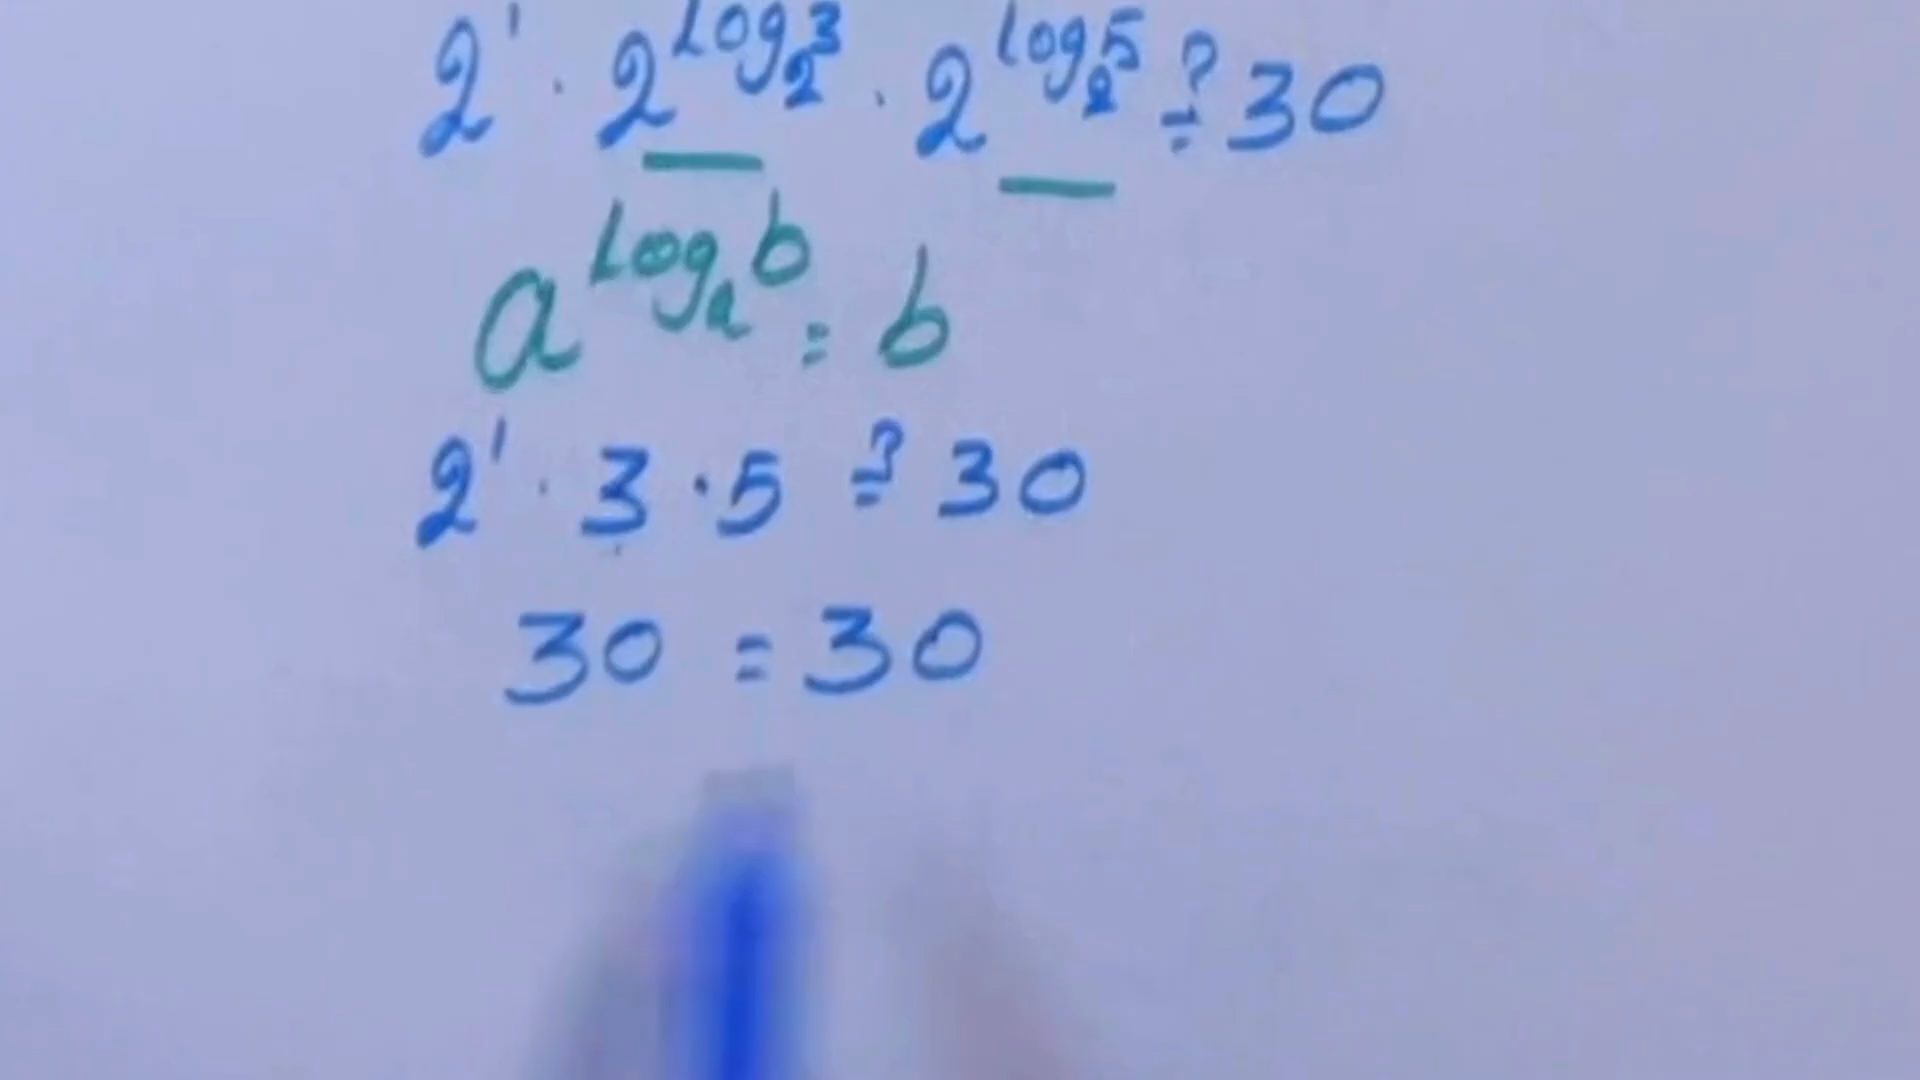 2¹ · 2^log₂3 · 2^log₂5 ≟ 30
a^logₐb = b
2¹ · 3 · 5 ≟ 30
30 = 30